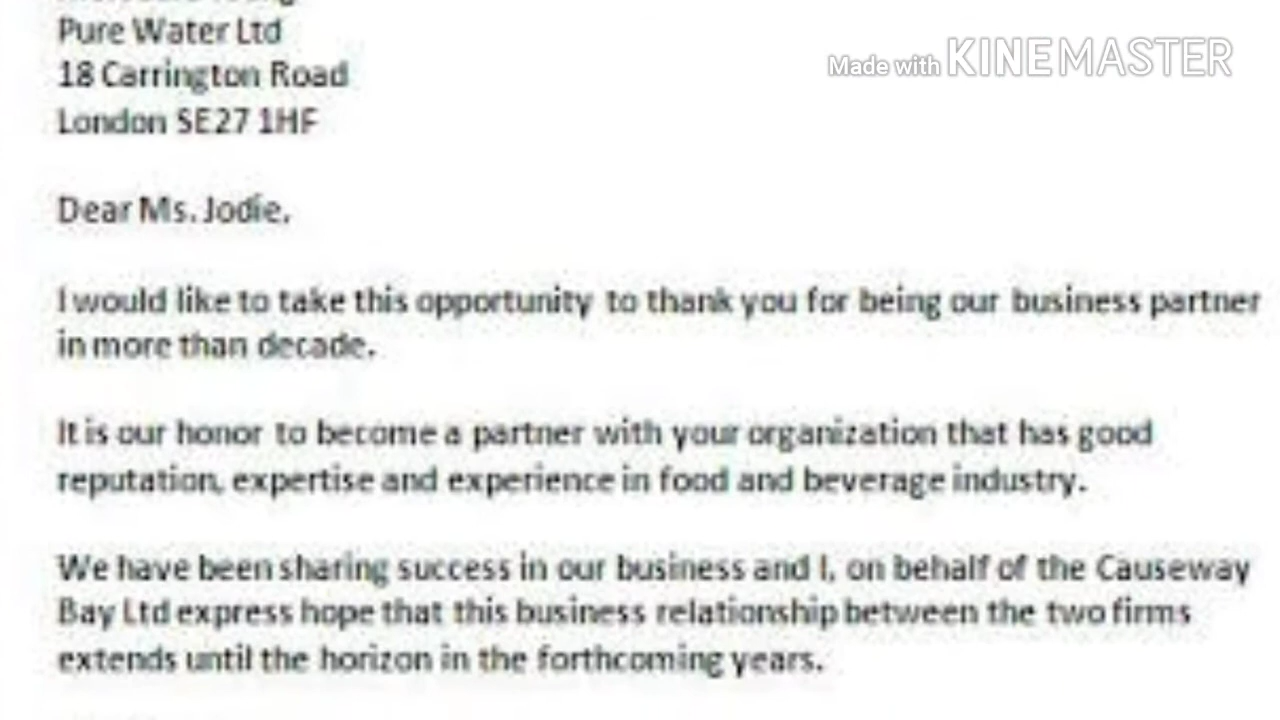 Pure Water Ltd
Made with KINEMASTER
18 Carrington Road
London SE27 1HF
Dear Ms. Jodie,
I would like to take this opportunity to thank you for being our business partner
in more than decade.
It is our honor to become a partner with your organization that has good
reputation, expertise and experience in food and beverage industry.
We have been sharing success in our business and I, on behalf of the Causeway
Bay Ltd express hope that this business relationship between the two firms
extends until the horizon in the forthcoming years.